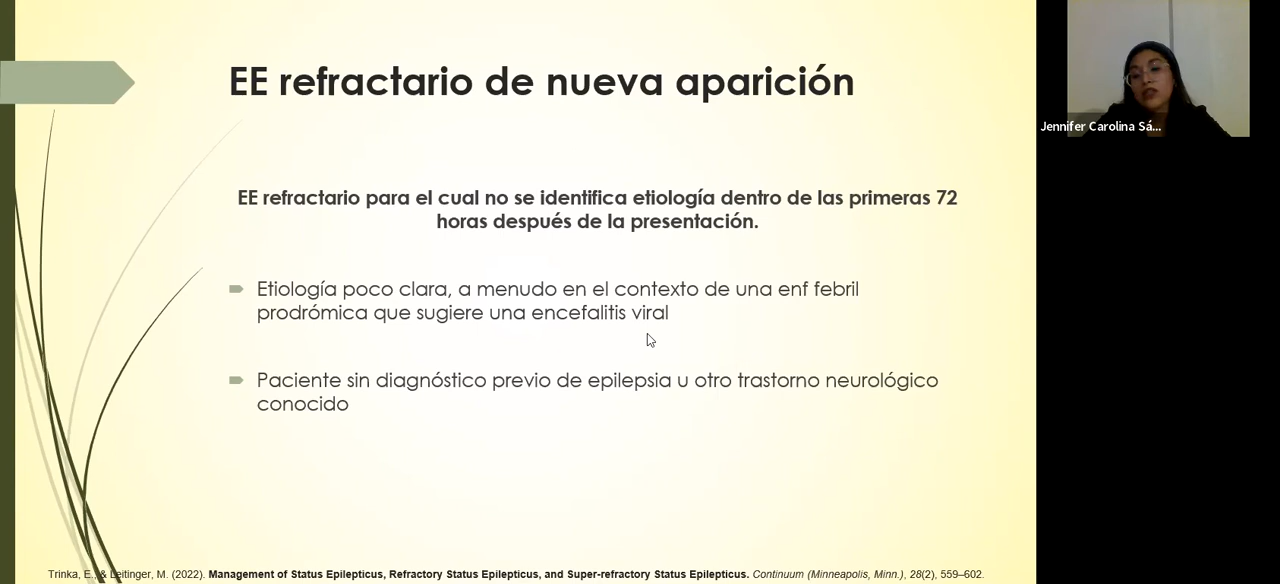 EE refractario de nueva aparición
Jennifer Carolina Sá...
EE refractario para el cual no se identifica etiología dentro de las primeras 72
horas después de la presentación.
Etiología poco clara, a menudo en el contexto de una enf febril
prodrómica que sugiere una encefalitis viral
Paciente sin diagnóstico previo de epilepsia u otro trastorno neurológico
conocido
Trinka, E., & Leitinger, M. (2022). Management of Status Epilepticus, Refractory Status Epilepticus, and Super-refractory Status Epilepticus. Continuum (Minneapolis, Minn.), 28(2), 559–602.